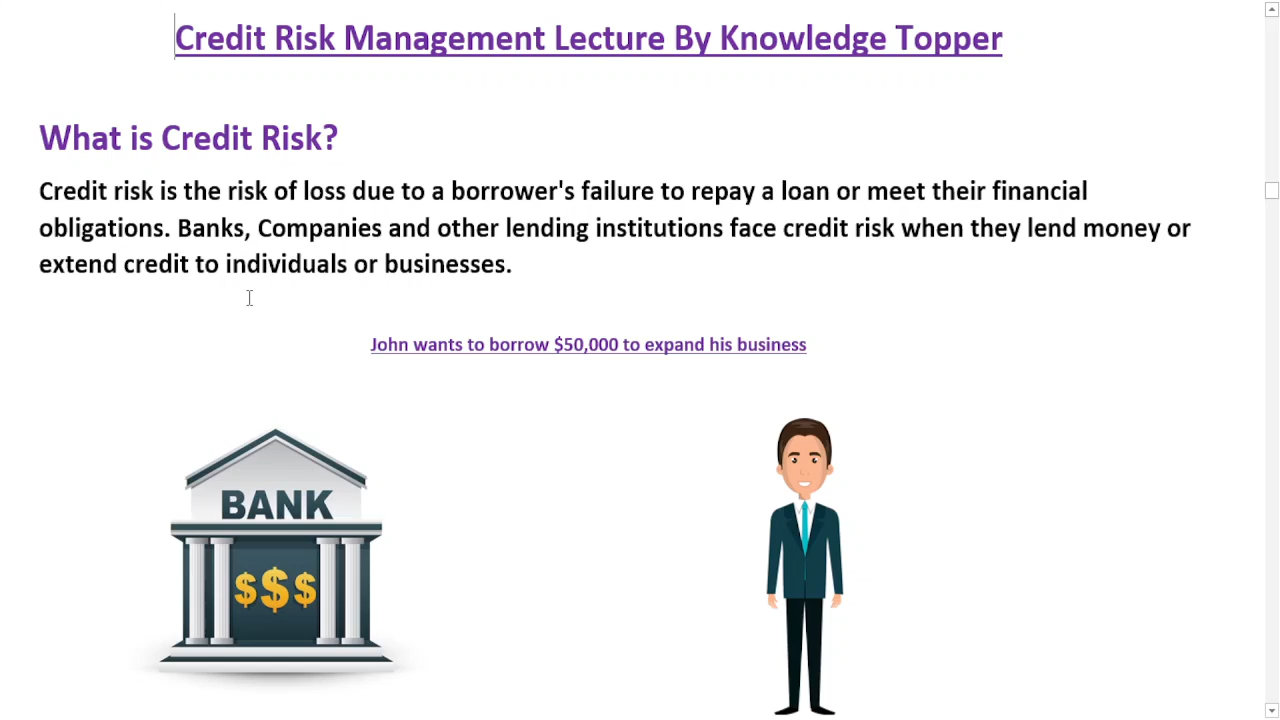 Credit Risk Management Lecture By Knowledge Topper
What is Credit Risk?
Credit risk is the risk of loss due to a borrower's failure to repay a loan or meet their financial
obligations. Banks, Companies and other lending institutions face credit risk when they lend money or
extend credit to individuals or businesses.
John wants to borrow $50,000 to expand his business
BANK
$$$